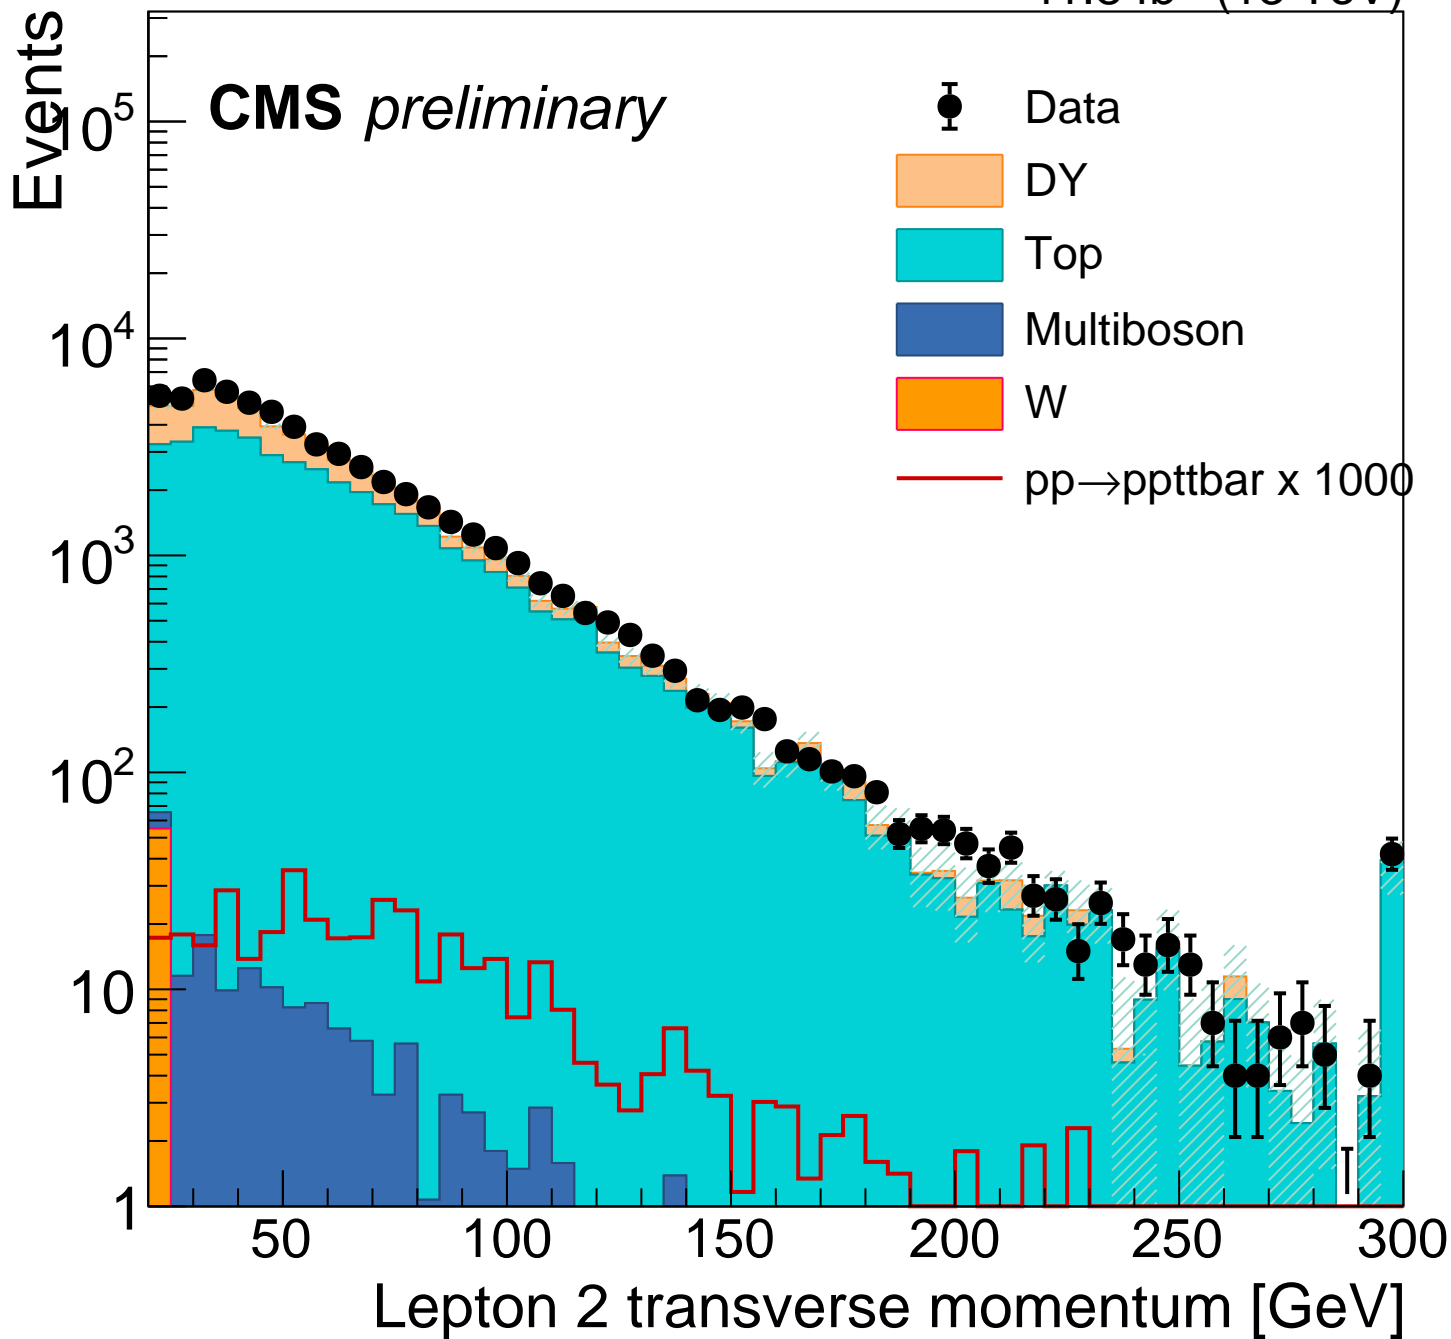 Events
CMS preliminary
Data
DY
Top
Multiboson
W
pp→ppttbar x 1000
10^5
10^4
10^3
10^2
10
1
50 100 150 200 250 300
Lepton 2 transverse momentum [GeV]